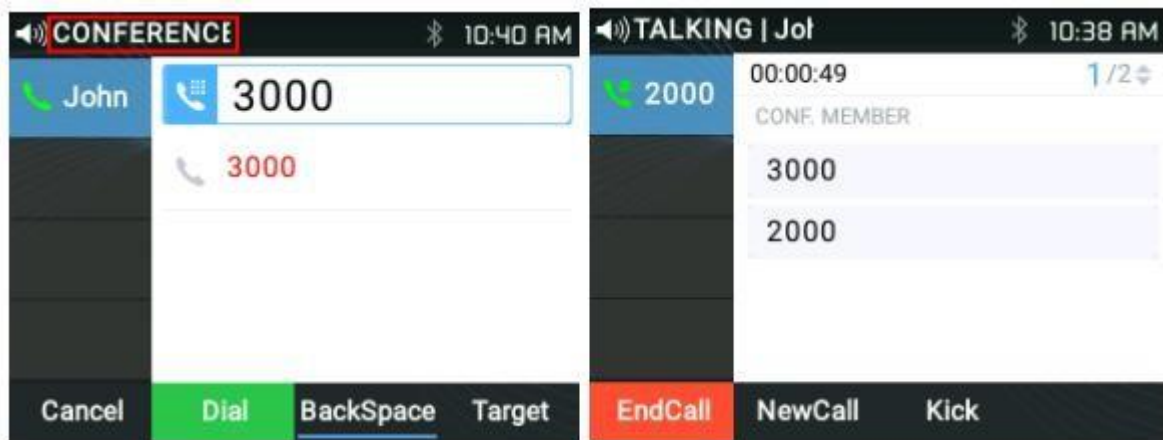 CONFERENCE
10:40 AM
John
3000
3000
Cancel Dial BackSpace Target
TALKING | Jo
10:38 AM
2000
00:00:49
1/2
CONF. MEMBER
3000
2000
EndCall NewCall Kick